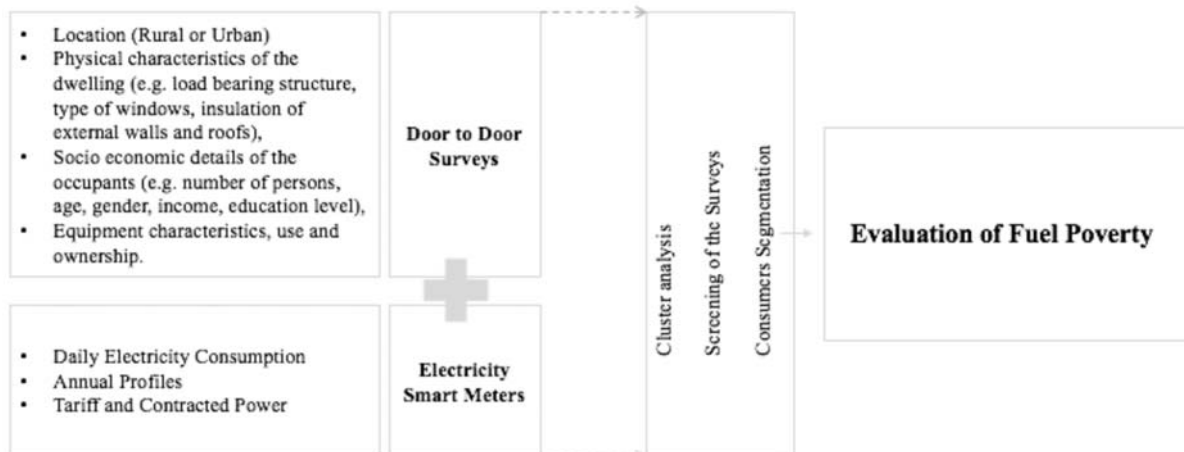 • Location (Rural or Urban)
• Physical characteristics of the
dwelling (e.g. load bearing structure,
type of windows, insulation of
external walls and roofs),
• Socio economic details of the
occupants (e.g. number of persons,
age, gender, income, education level),
• Equipment characteristics, use and
ownership.
Door to Door
Surveys
• Daily Electricity Consumption
• Annual Profiles
• Tariff and Contracted Power
Electricity
Smart Meters
Cluster analysis
Screening of the Surveys
Consumers Segmentation
Evaluation of Fuel Poverty